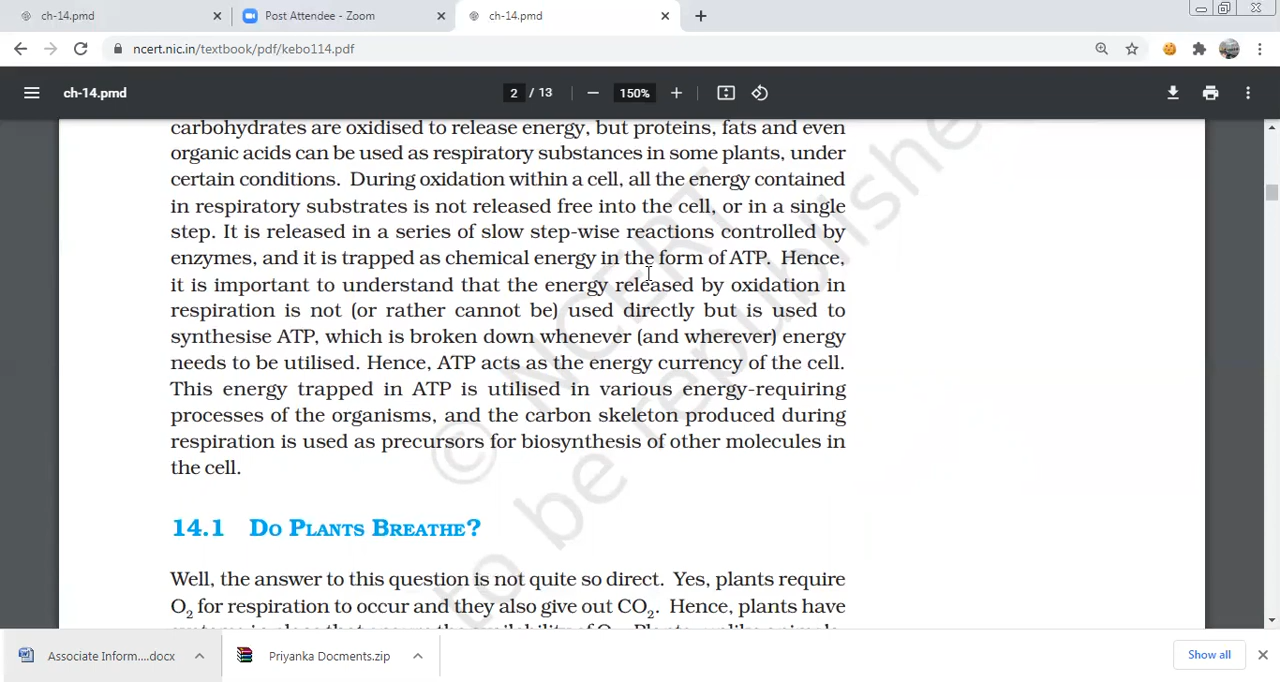 ch-14.pmd
Post Attendee - Zoom
ch-14.pmd
ncert.nic.in/textbook/pdf/kebo114.pdf
ch-14.pmd
2 / 13
150%
carbohydrates are oxidised to release energy, but proteins, fats and even
organic acids can be used as respiratory substances in some plants, under
certain conditions. During oxidation within a cell, all the energy contained
in respiratory substrates is not released free into the cell, or in a single
step. It is released in a series of slow step-wise reactions controlled by
enzymes, and it is trapped as chemical energy in the form of ATP. Hence,
it is important to understand that the energy released by oxidation in
respiration is not (or rather cannot be) used directly but is used to
synthesise ATP, which is broken down whenever (and wherever) energy
needs to be utilised. Hence, ATP acts as the energy currency of the cell.
This energy trapped in ATP is utilised in various energy-requiring
processes of the organisms, and the carbon skeleton produced during
respiration is used as precursors for biosynthesis of other molecules in
the cell.
14.1 DO PLANTS BREATHE?
Well, the answer to this question is not quite so direct. Yes, plants require
O2 for respiration to occur and they also give out CO2. Hence, plants have
© NCERT
to be
Associate Inform....docx
Priyanka Docments.zip
Show all